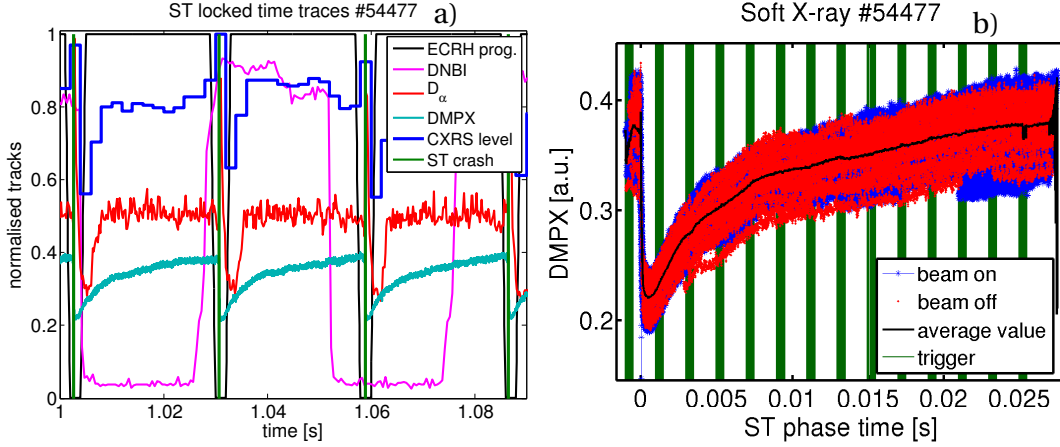 ST locked time traces #54477
a)
normalised tracks
1
0.8
0.6
0.4
0.2
0
1
1.02
1.04
1.06
1.08
time [s]
ECRH prog.
DNBI
Dα
DMPX
CXRS level
ST crash
Soft X-ray #54477
b)
DMPX [a.u.]
0.4
0.3
0.2
0
0.005
0.01
0.015
0.02
0.025
ST phase time [s]
beam on
beam off
average value
trigger